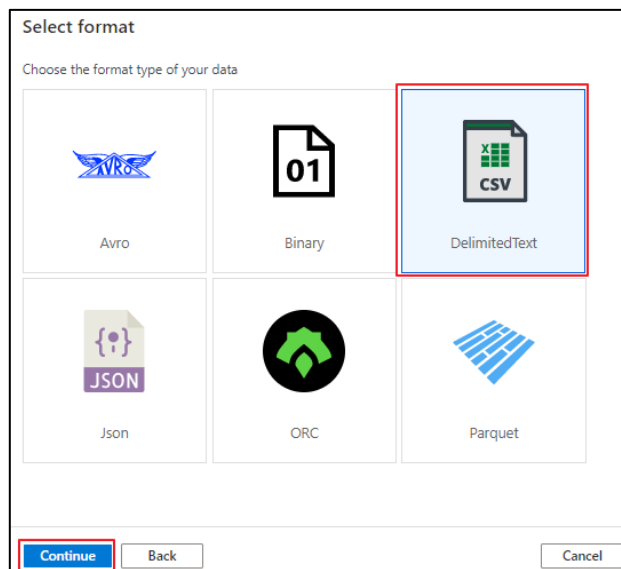 Select format
Choose the format type of your data
AVRO
01
X
CSV
Avro
Binary
DelimitedText
{;}
JSON
Json
ORC
Parquet
Continue
Back
Cancel